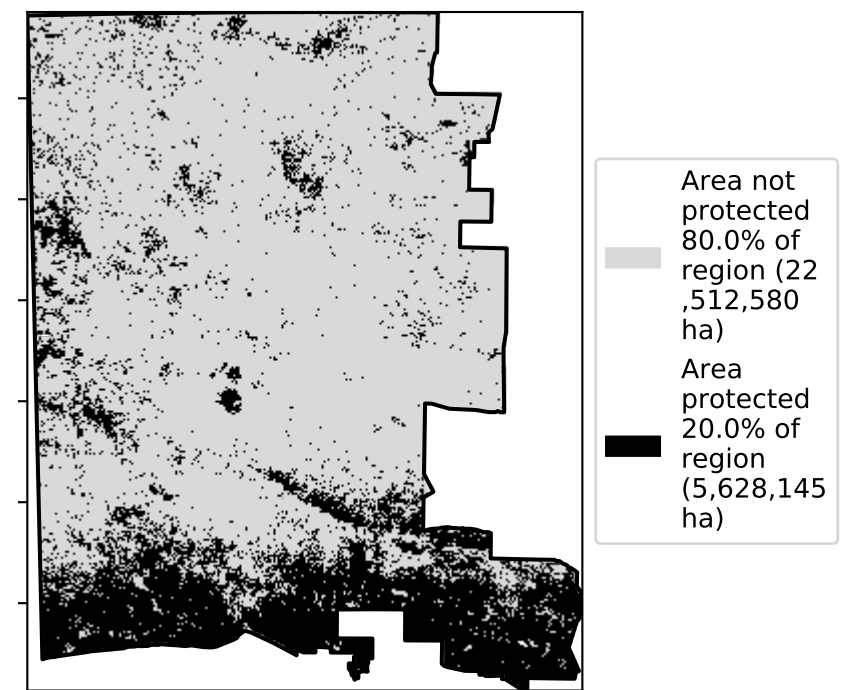 Area not
protected
80.0% of
region (22
,512,580
ha)
Area
protected
20.0% of
region
(5,628,145
ha)